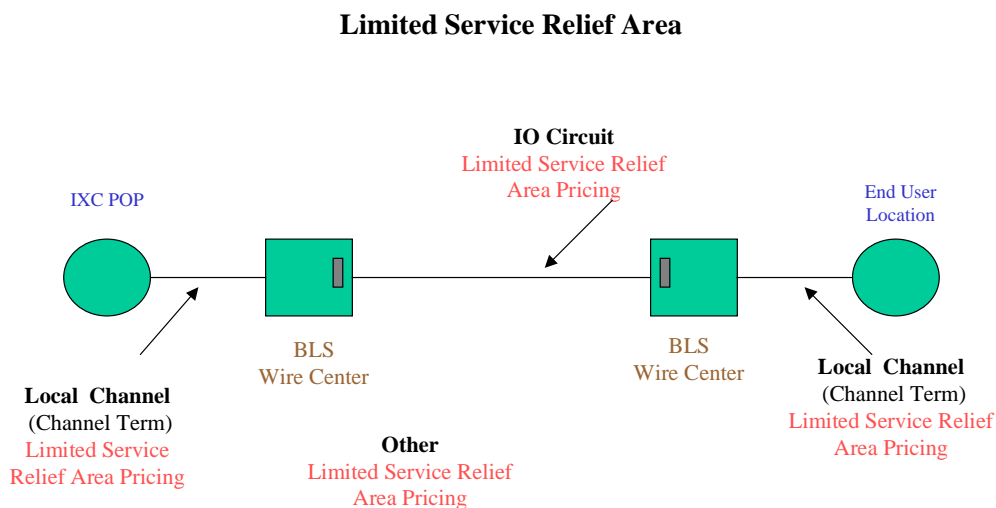 Limited Service Relief Area
IO Circuit
Limited Service Relief
Area Pricing
IXC POP
End User
Location
BLS
Wire Center
BLS
Wire Center
Local Channel
(Channel Term)
Limited Service
Relief Area Pricing
Local Channel
(Channel Term)
Limited Service Relief
Area Pricing
Other
Limited Service Relief
Area Pricing